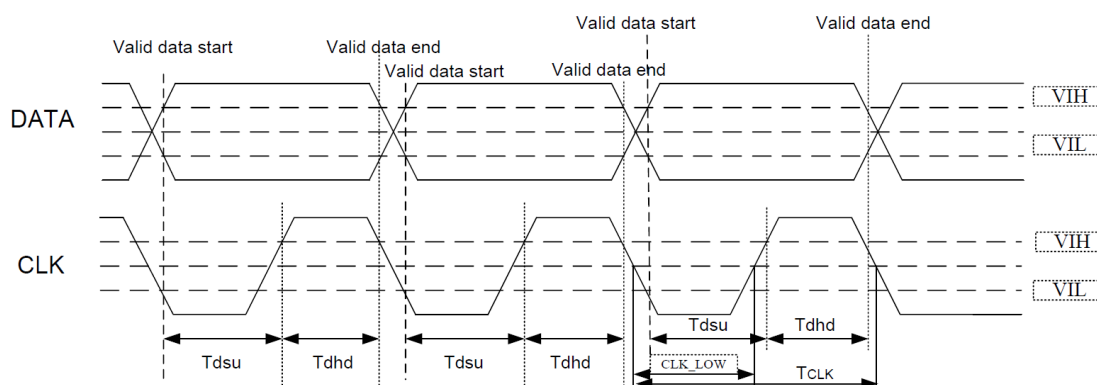 Valid data start
Valid data end
Valid data start
Valid data end
Valid data start
Valid data end
DATA
VIH
VIL
CLK
VIH
VIL
Tdsu
Tdhd
Tdsu
Tdhd
Tdsu
Tdhd
CLK_LOW
TCLK